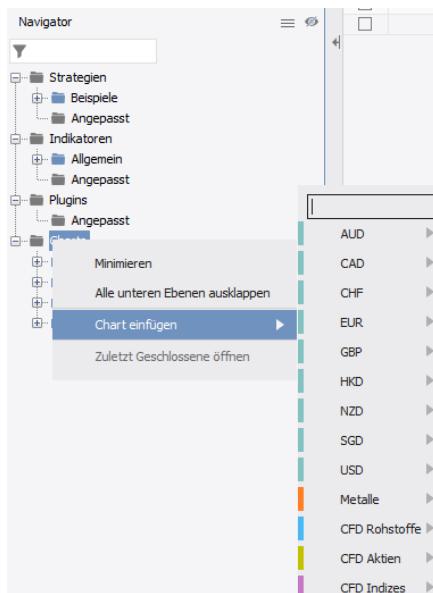 Navigator
Strategien
Beispiele
Angepasst
Indikatoren
Allgemein
Angepasst
Plugins
Angepasst
Minimieren
Alle unteren Ebenen ausklappen
Chart einfügen
Zuletzt Geschlossene öffnen
AUD
CAD
CHF
EUR
GBP
HKD
NZD
SGD
USD
Metalle
CFD Rohstoffe
CFD Aktien
CFD Indizes